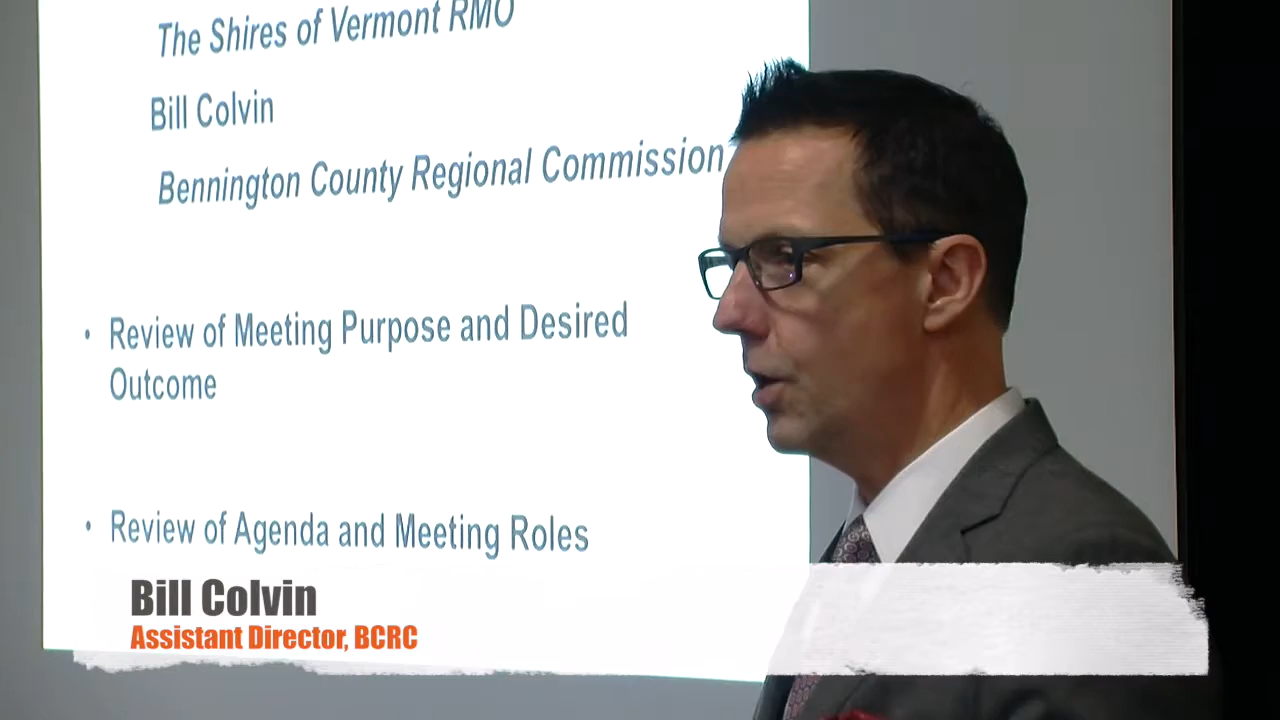 The Shires of Vermont RMO
Bill Colvin
Bennington County Regional Commission
• Review of Meeting Purpose and Desired
Outcome
• Review of Agenda and Meeting Roles
Bill Colvin
Assistant Director, BCRC